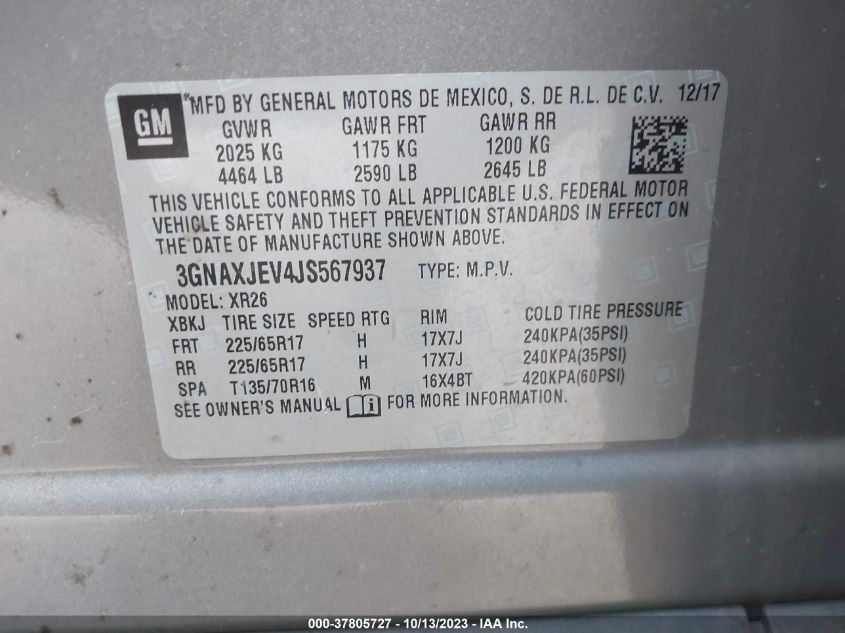 GM
*MFD BY GENERAL MOTORS DE MEXICO, S. DE R.L. DE C.V. 12/17
GVWR GAWR FRT GAWR RR
2025 KG 1175 KG 1200 KG
4464 LB 2590 LB 2645 LB
THIS VEHICLE CONFORMS TO ALL APPLICABLE U.S. FEDERAL MOTOR
VEHICLE SAFETY AND THEFT PREVENTION STANDARDS IN EFFECT ON
THE DATE OF MANUFACTURE SHOWN ABOVE.
3GNAXJEV4JS567937 TYPE: M.P.V.
MODEL: XR26
XBKJ TIRE SIZE SPEED RTG RIM COLD TIRE PRESSURE
FRT 225/65R17 H 17X7J 240KPA(35PSI)
RR 225/65R17 H 17X7J 240KPA(35PSI)
SPA T135/70R16 M 16X4BT 420KPA(60PSI)
SEE OWNER'S MANUAL i FOR MORE INFORMATION.
000-37805727 - 10/13/2023 - IAA Inc.